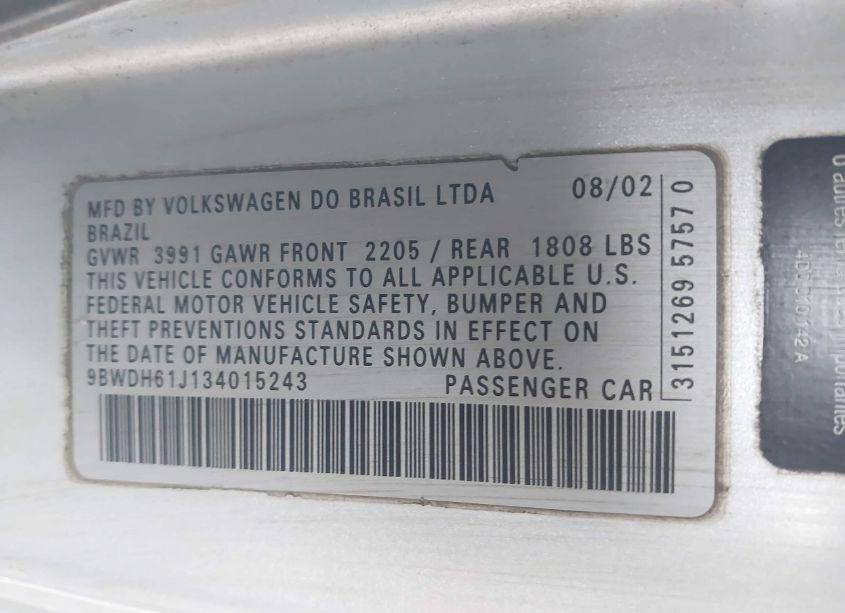 MFD BY VOLKSWAGEN DO BRASIL LTDA 08/02
BRAZIL
GVWR 3991 GAWR FRONT 2205 / REAR 1808 LBS
THIS VEHICLE CONFORMS TO ALL APPLICABLE U.S.
FEDERAL MOTOR VEHICLE SAFETY, BUMPER AND
THEFT PREVENTIONS STANDARDS IN EFFECT ON
THE DATE OF MANUFACTURE SHOWN ABOVE.
9BWDH61J134015243 PASSENGER CAR
3151269 5757 0